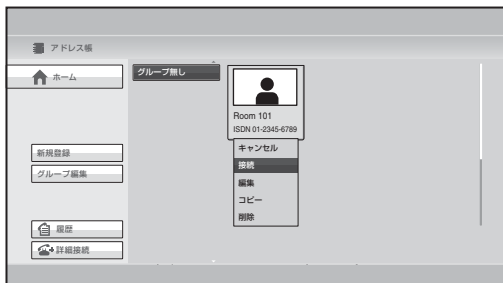 アドレス帳
ホーム
グループ無し
Room 101
ISDN 01-2345-6789
キャンセル
接続
編集
コピー
削除
新規登録
グループ編集
履歴
詳細接続